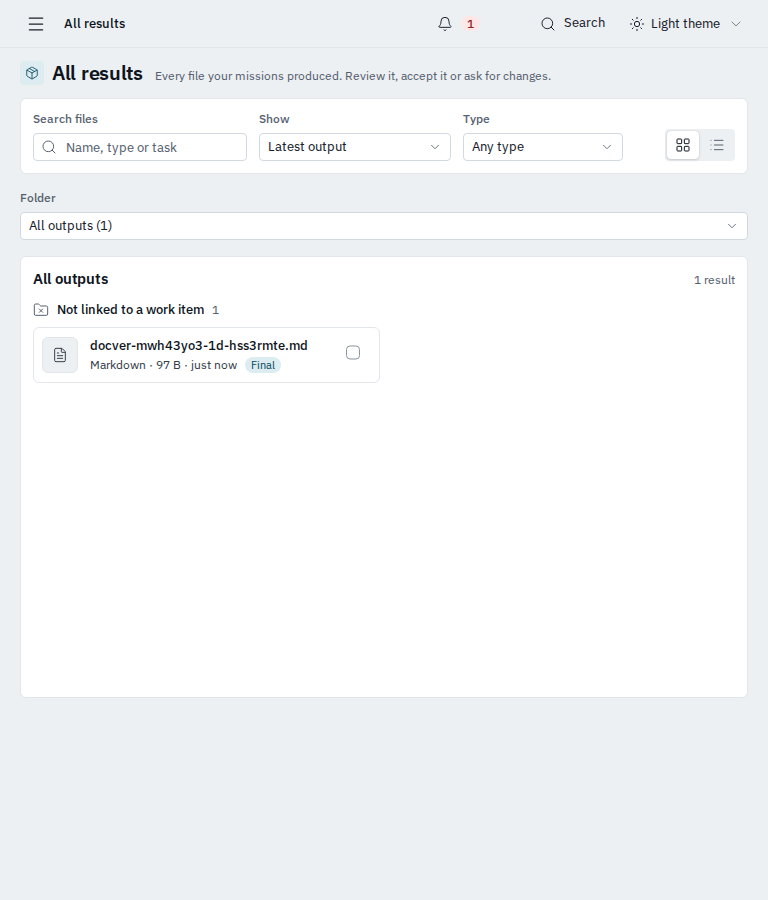 All results
1
Search
Light theme
All results
Every file your missions produced. Review it, accept it or ask for changes.
Search files
Show
Type
Name, type or task
Latest output
Any type
Folder
All outputs (1)
All outputs
1 result
Not linked to a work item 1
docver-mwh43yo3-1d-hss3rmte.md
Markdown · 97 B · just now Final